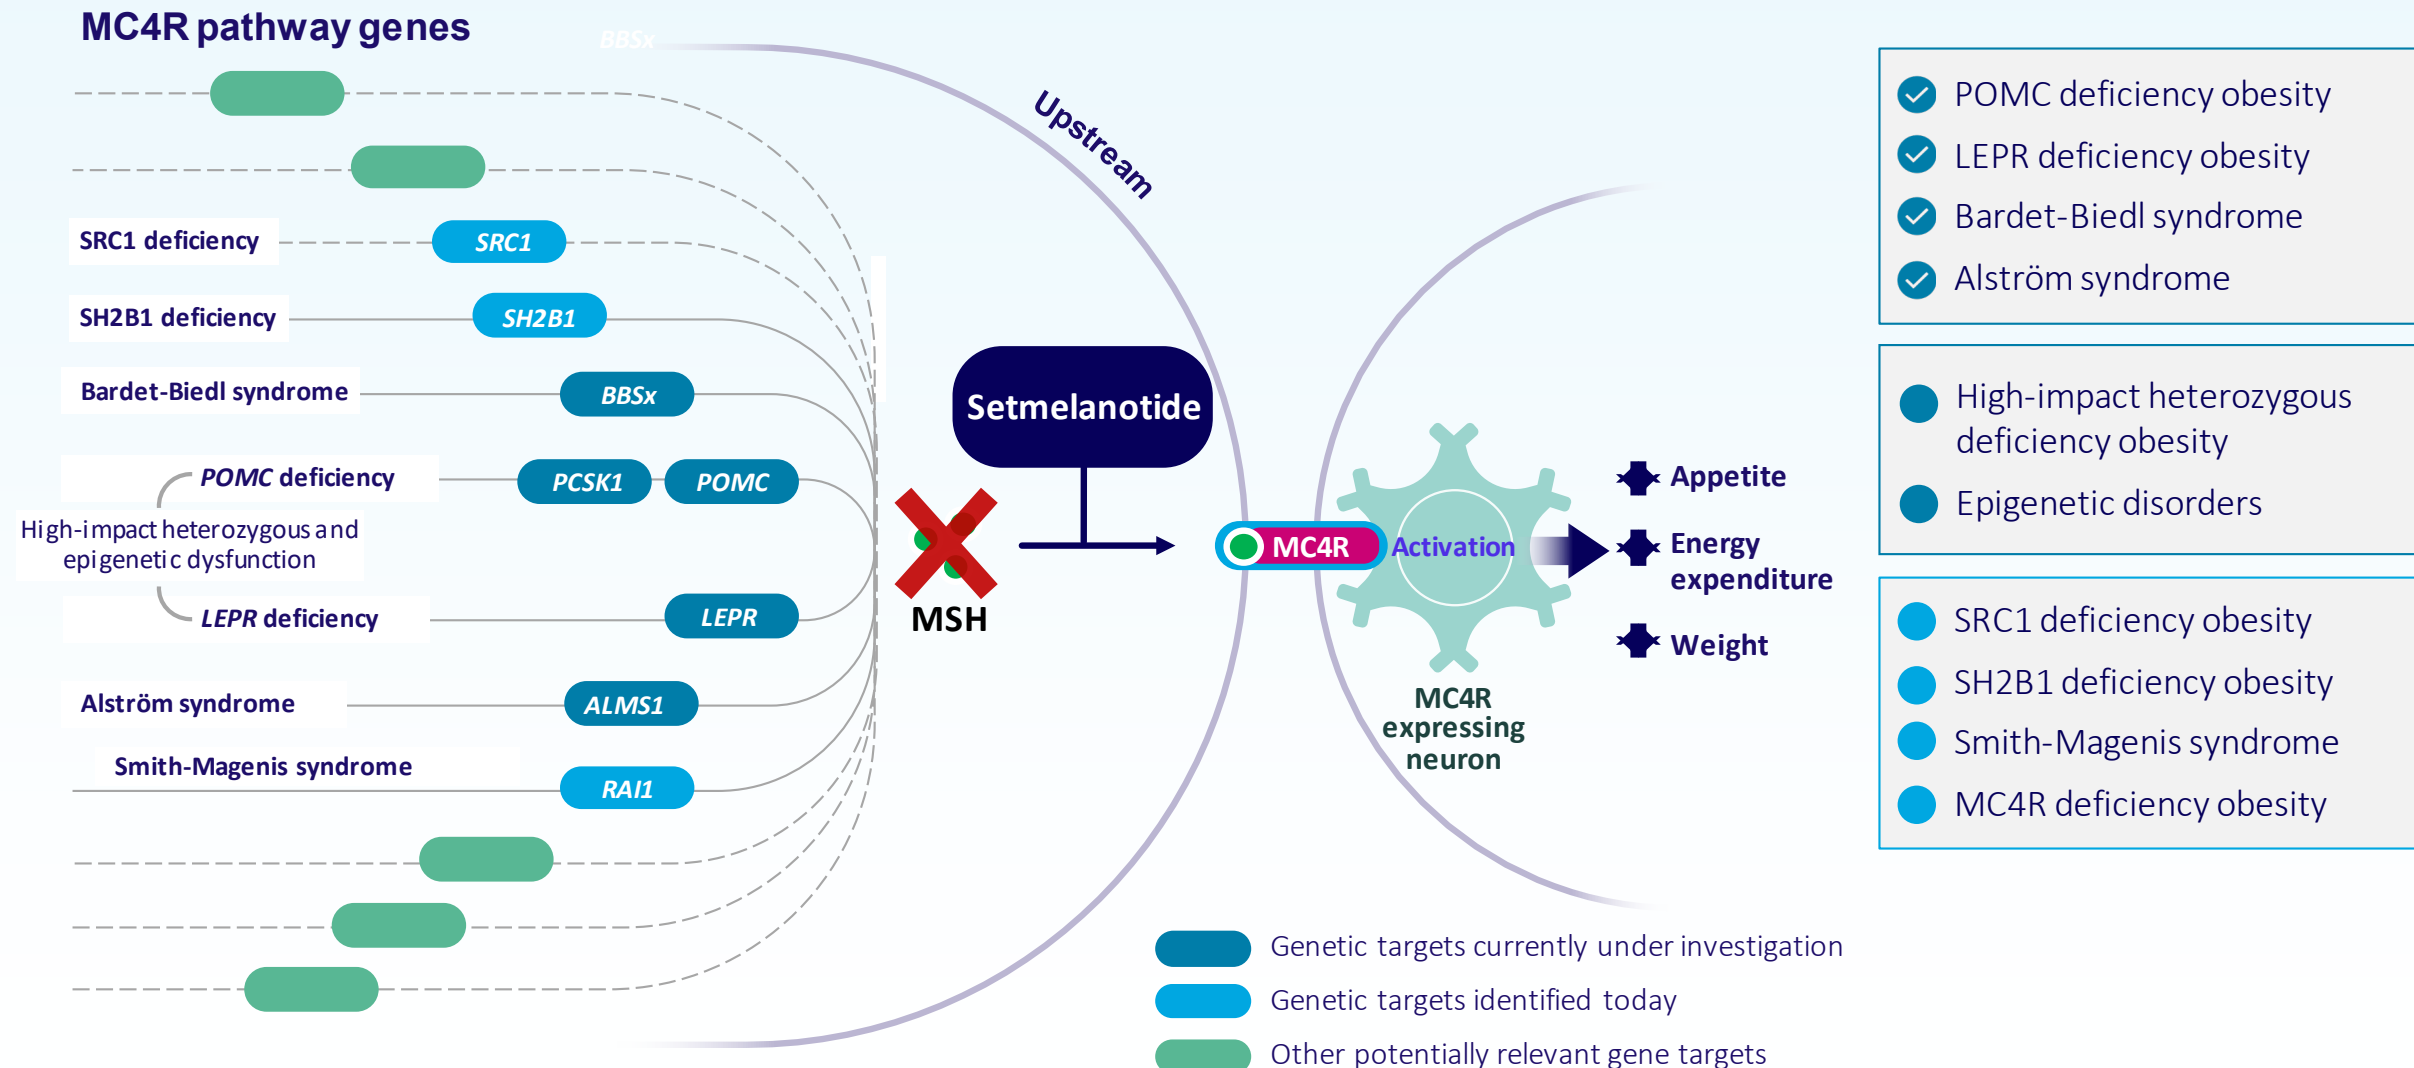 MC4R pathway genes
BBSx
Upstream
SRC1 deficiency
SRC1
SH2B1 deficiency
SH2B1
Bardet-Biedl syndrome
BBSx
POMC deficiency
PCSK1
POMC
High-impact heterozygous and
epigenetic dysfunction
LEPR deficiency
LEPR
Alström syndrome
ALMS1
Smith-Magenis syndrome
RAI1
Setmelanotide
MSH
MC4R
Activation
MC4R
expressing
neuron
Appetite
Energy
expenditure
Weight
POMC deficiency obesity
LEPR deficiency obesity
Bardet-Biedl syndrome
Alström syndrome
High-impact heterozygous
deficiency obesity
Epigenetic disorders
SRC1 deficiency obesity
SH2B1 deficiency obesity
Smith-Magenis syndrome
MC4R deficiency obesity
Genetic targets currently under investigation
Genetic targets identified today
Other potentially relevant gene targets